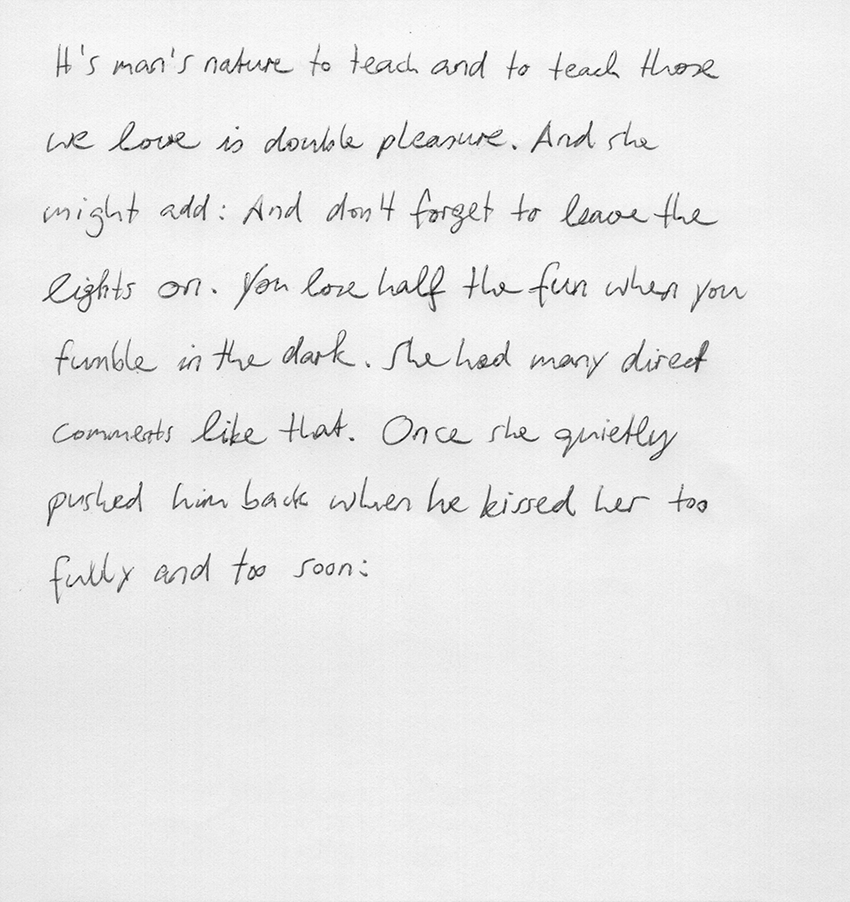 It's man's nature to teach and to teach those
we love is double pleasure. And she
might add: And don't forget to leave the
lights on. You lose half the fun when you
fumble in the dark. She had many direct
comments like that. Once she quietly
pushed him back when he kissed her too
fully and too soon: